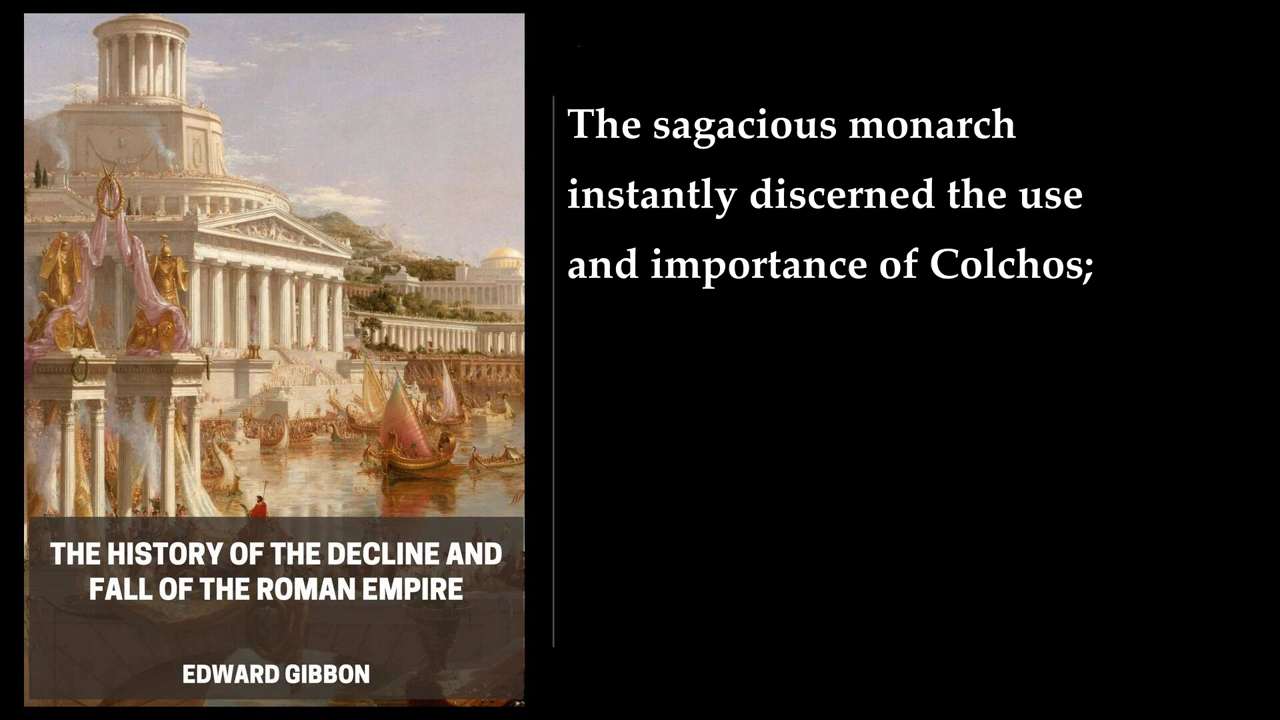 The sagacious monarch
instantly discerned the use
and importance of Colchos;
THE HISTORY OF THE DECLINE AND
FALL OF THE ROMAN EMPIRE
EDWARD GIBBON